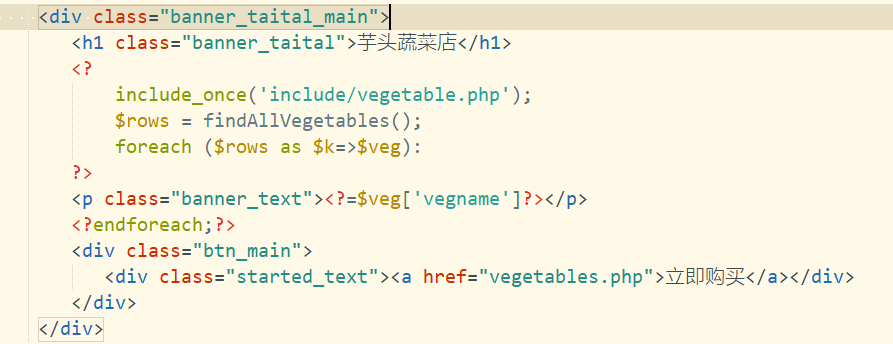 <div class="banner_taital_main">
<h1 class="banner_taital">芋头蔬菜店</h1>
<?
include_once('include/vegetable.php');
$rows = findAllVegetables();
foreach ($rows as $k=>$veg):
?>
<p class="banner_text"><?=$veg['vegname']?></p>
<?endforeach;?>
<div class="btn_main">
<div class="started_text"><a href="vegetables.php">立即购买</a></div>
</div>
</div>